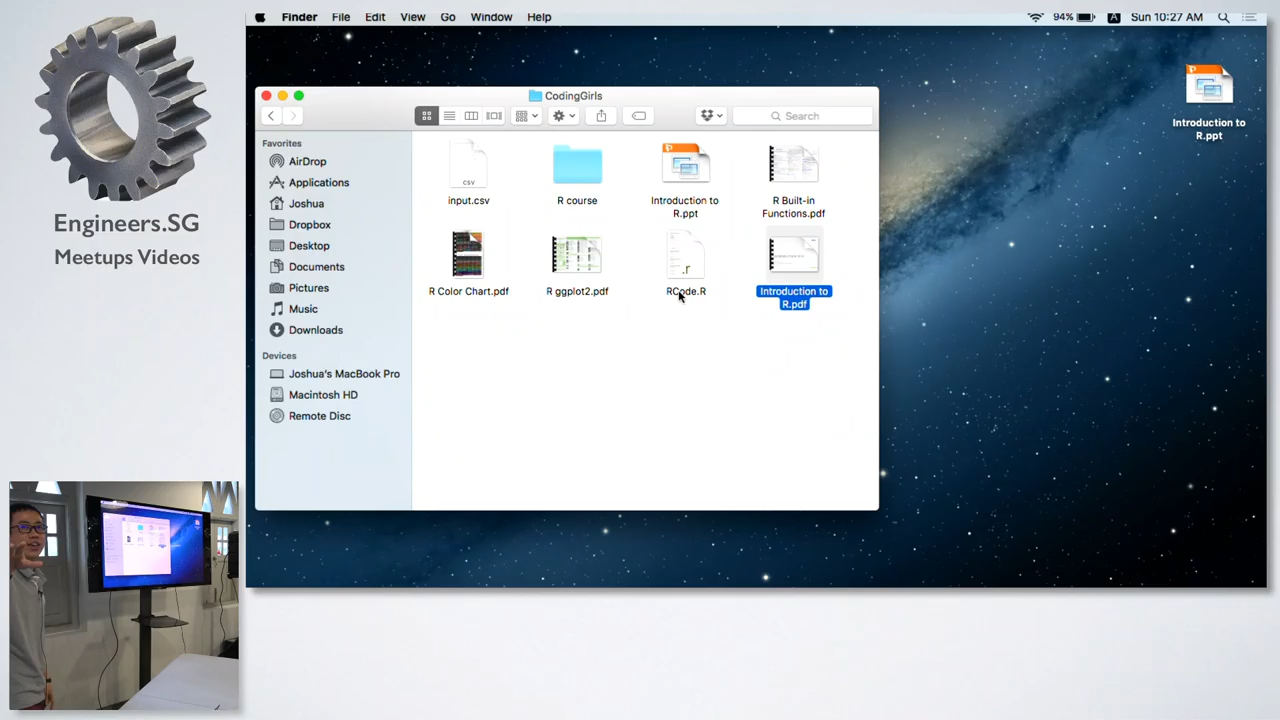 Finder File Edit View Go Window Help
94% A Sun 10:27 AM
Engineers.SG
Meetups Videos
CodingGirls
Search
Favorites
AirDrop
Applications
Joshua
Dropbox
Desktop
Documents
Pictures
Music
Downloads
Devices
Joshua's MacBook Pro
Macintosh HD
Remote Disc
CSV
input.csv
R course
Introduction to
R.ppt
R Built-in
Functions.pdf
R Color Chart.pdf
R ggplot2.pdf
.r
RCode.R
Introduction to
R.pdf
Introduction to
R.ppt